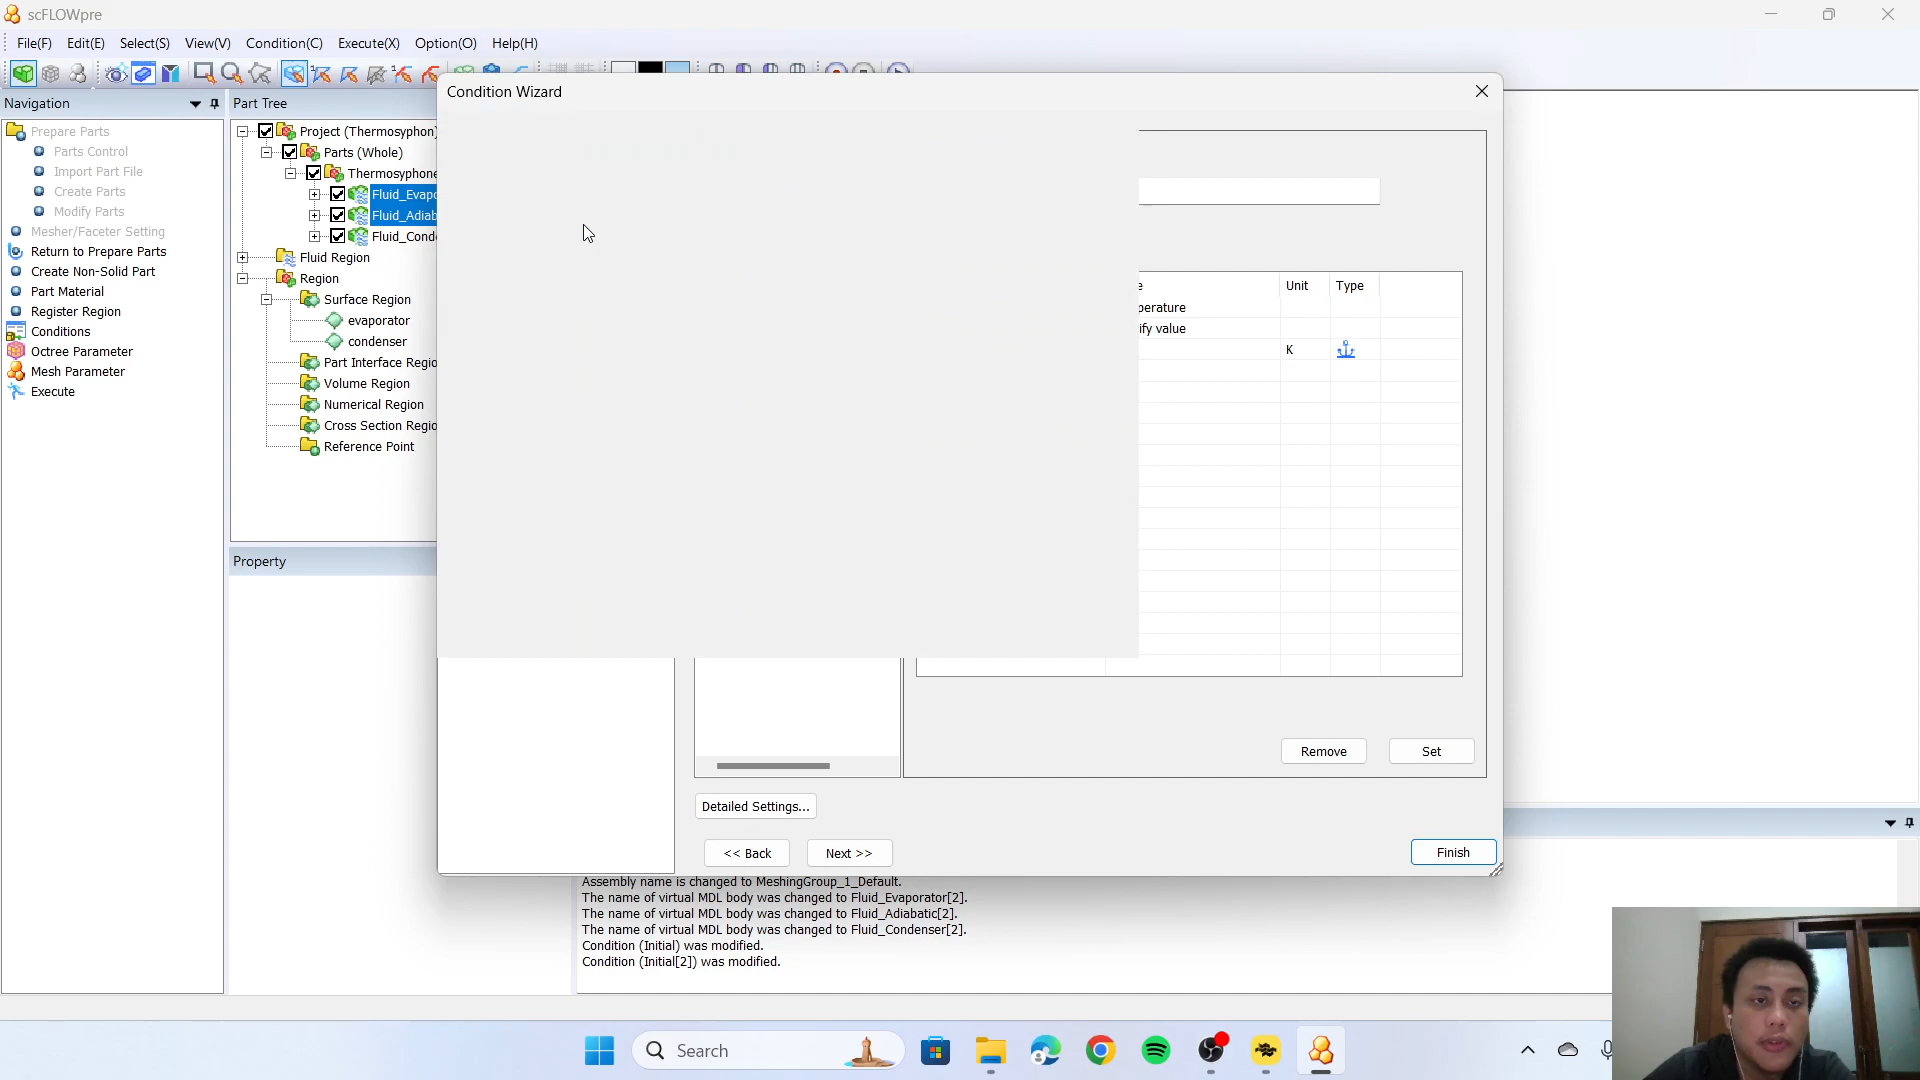 scFLOWpre
File(F) Edit(E) Select(S) View(V) Condition(C) Execute(X) Option(O) Help(H)
Navigation
Prepare Parts
Parts Control
Import Part File
Create Parts
Modify Parts
Mesher/Faceter Setting
Return to Prepare Parts
Create Non-Solid Part
Part Material
Register Region
Conditions
Octree Parameter
Mesh Parameter
Execute
Part Tree
Project (Thermosyphon)
Parts (Whole)
Thermosyphone
Fluid_Evapo
Fluid_Adiab
Fluid_Conde
Fluid Region
Region
Surface Region
evaporator
condenser
Part Interface Regio
Volume Region
Numerical Region
Cross Section Regio
Reference Point
Property
Condition Wizard
Unit Type
perature
ify value
K
Remove Set
Detailed Settings...
<< Back Next >> Finish
Assembly name is changed to MeshingGroup_1_Default.
The name of virtual MDL body was changed to Fluid_Evaporator[2].
The name of virtual MDL body was changed to Fluid_Adiabatic[2].
The name of virtual MDL body was changed to Fluid_Condenser[2].
Condition (Initial) was modified.
Condition (Initial[2]) was modified.
Search